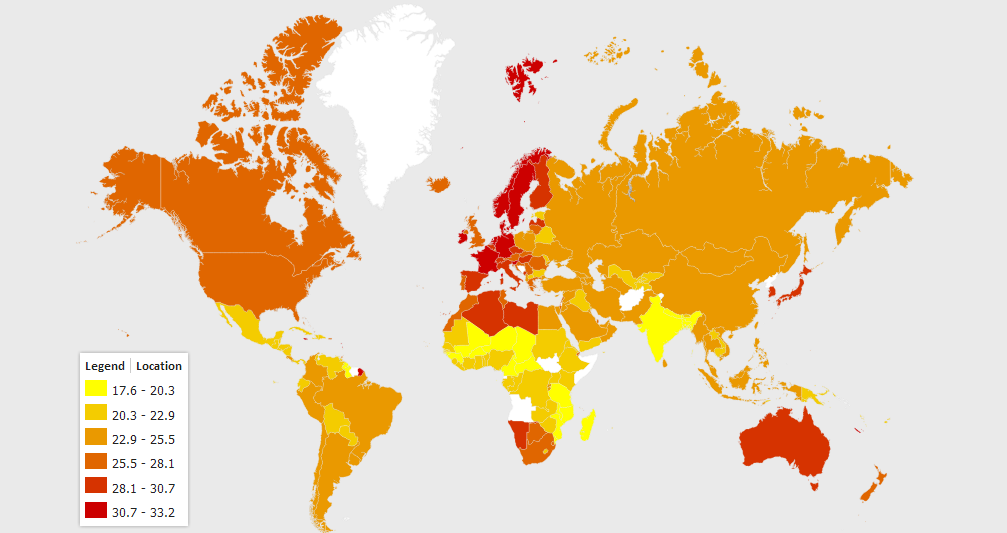 Legend Location
17.6 - 20.3
20.3 - 22.9
22.9 - 25.5
25.5 - 28.1
28.1 - 30.7
30.7 - 33.2